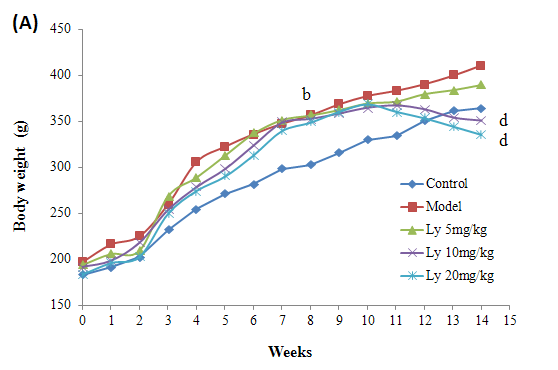 (A)
Body weight (g)
450
400
350
300
250
200
150
b
d
d
Control
Model
Ly 5mg/kg
Ly 10mg/kg
Ly 20mg/kg
0 1 2 3 4 5 6 7 8 9 10 11 12 13 14 15
Weeks